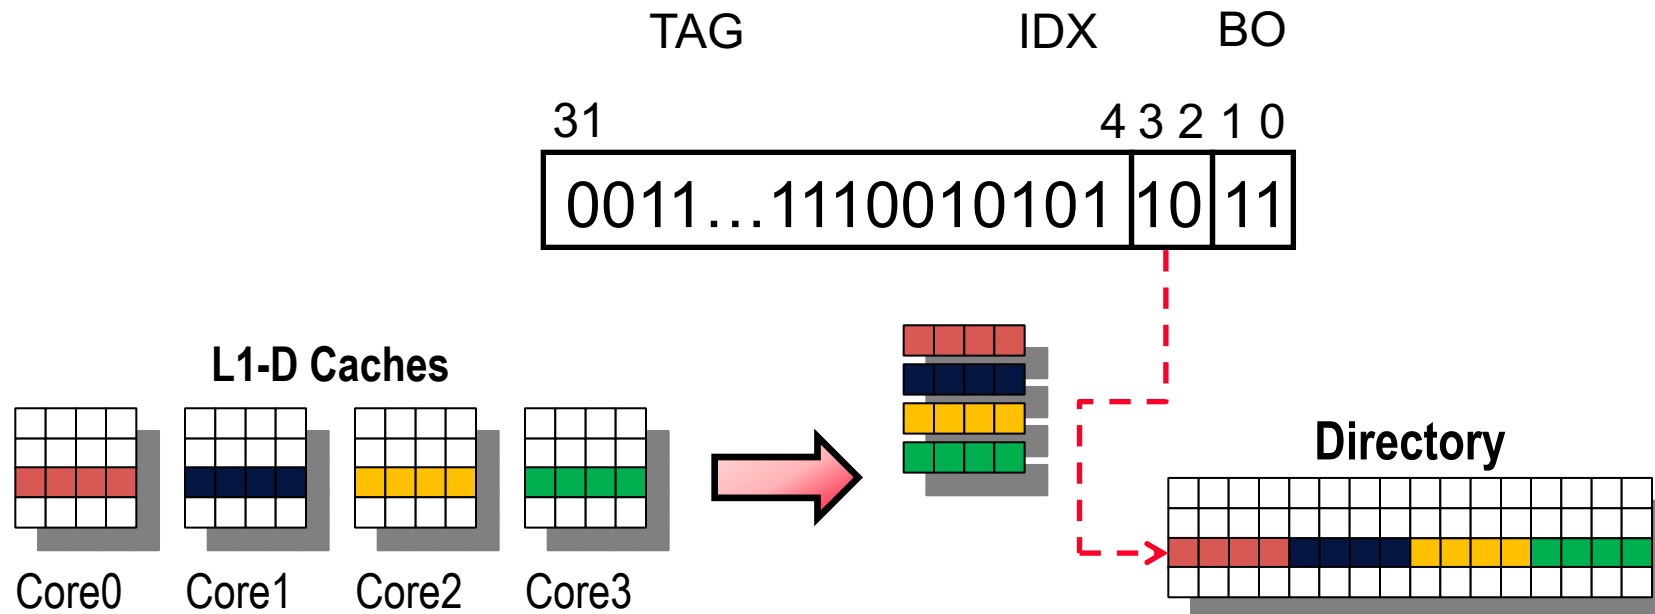 TAG IDX BO
31 4 3 2 1 0
0011...1110010101 10 11
L1-D Caches
Directory
Core0 Core1 Core2 Core3